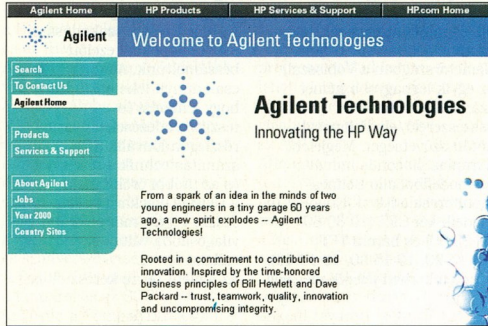 Agilent Home HP Products HP Services & Support HP.com Home
Agilent
Welcome to Agilent Technologies
Search
To Contact Us
Agilent Home
Products
Services & Support
About Agilent
Jobs
Year 2000
Country Sites
Agilent Technologies
Innovating the HP Way
From a spark of an idea in the minds of two
young engineers in a tiny garage 60 years
ago, a new spirit explodes -- Agilent
Technologies!
Rooted in a commitment to contribution and
innovation. Inspired by the time-honored
business principles of Bill Hewlett and Dave
Packard -- trust, teamwork, quality, innovation
and uncompromising integrity.